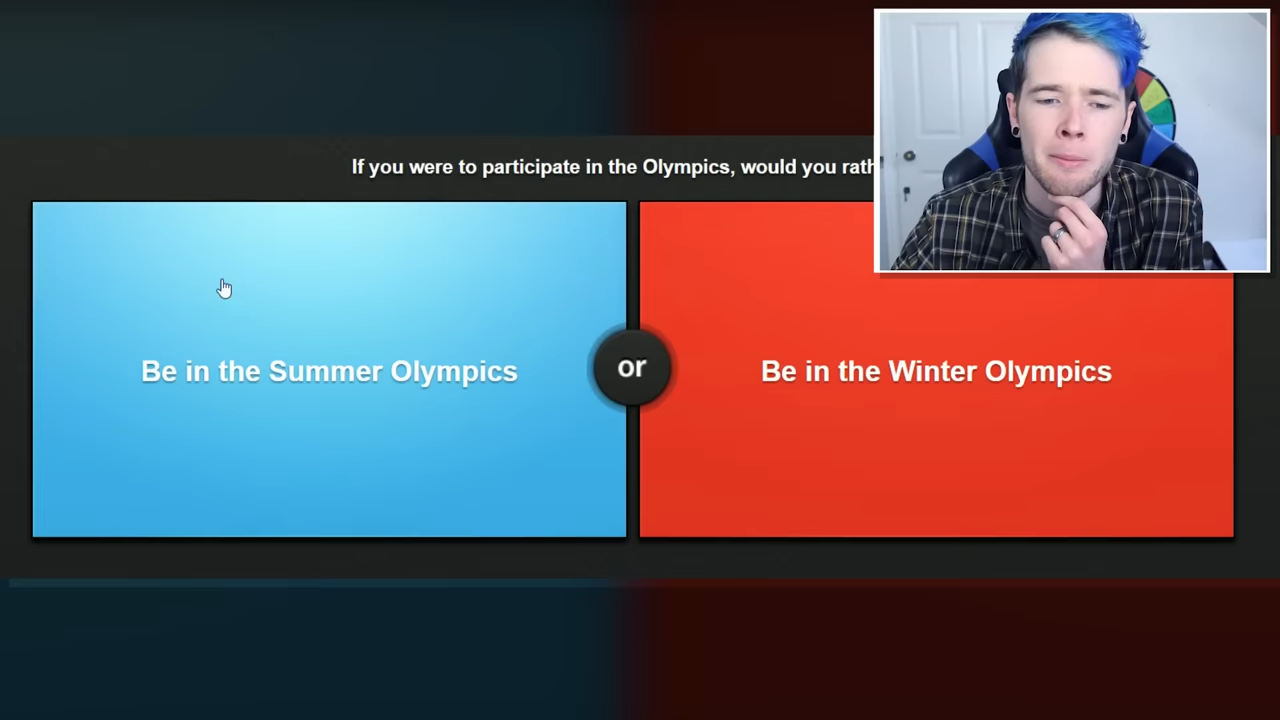 If you were to participate in the Olympics, would you
Be in the Summer Olympics
or
Be in the Winter Olympics